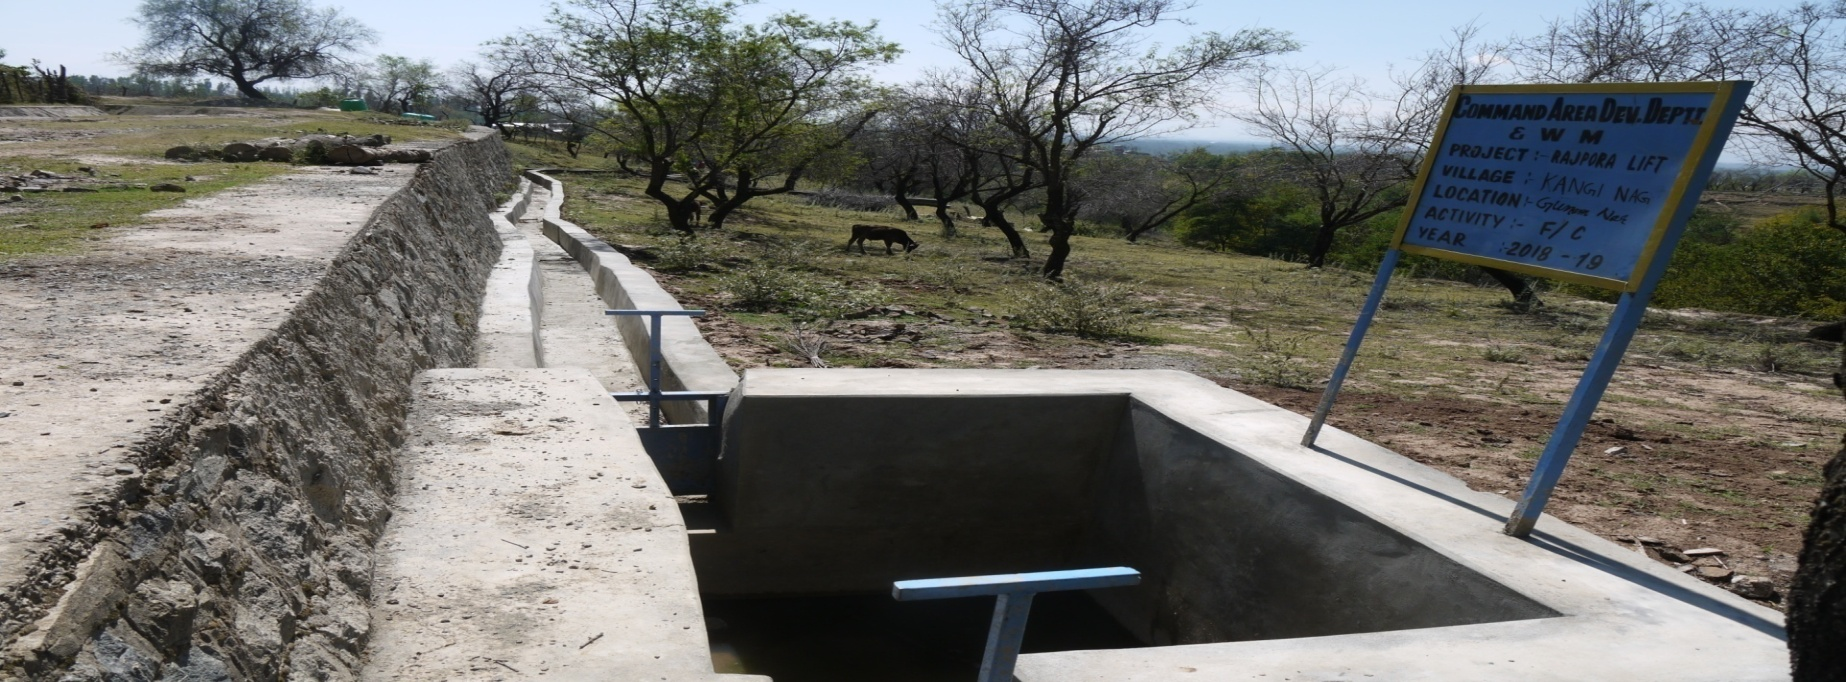 COMMAND AREA DEV. DEPTT
& W M
PROJECT :- RAJPORA LIFT
VILLAGE :- KANGI NAG
LOCATION:-
ACTIVITY :- F/C
YEAR :-2018-19